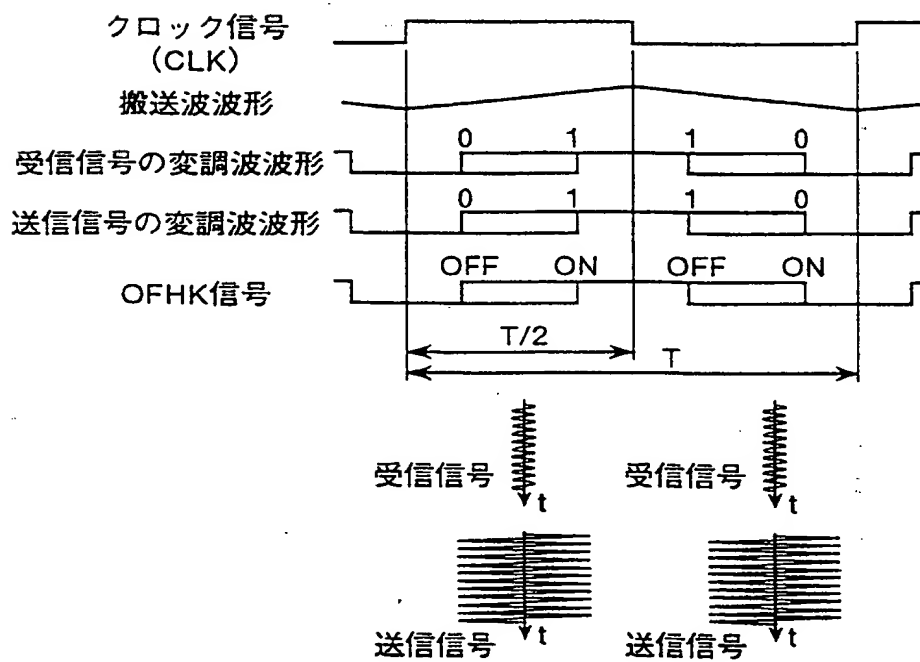 クロック信号
(CLK)
搬送波波形
0 1 1 0
受信信号の変調波波形
0 1 1 0
送信信号の変調波波形
OFF ON OFF ON
OFHK信号
T/2
T
受信信号 t 受信信号 t
送信信号 t 送信信号 t